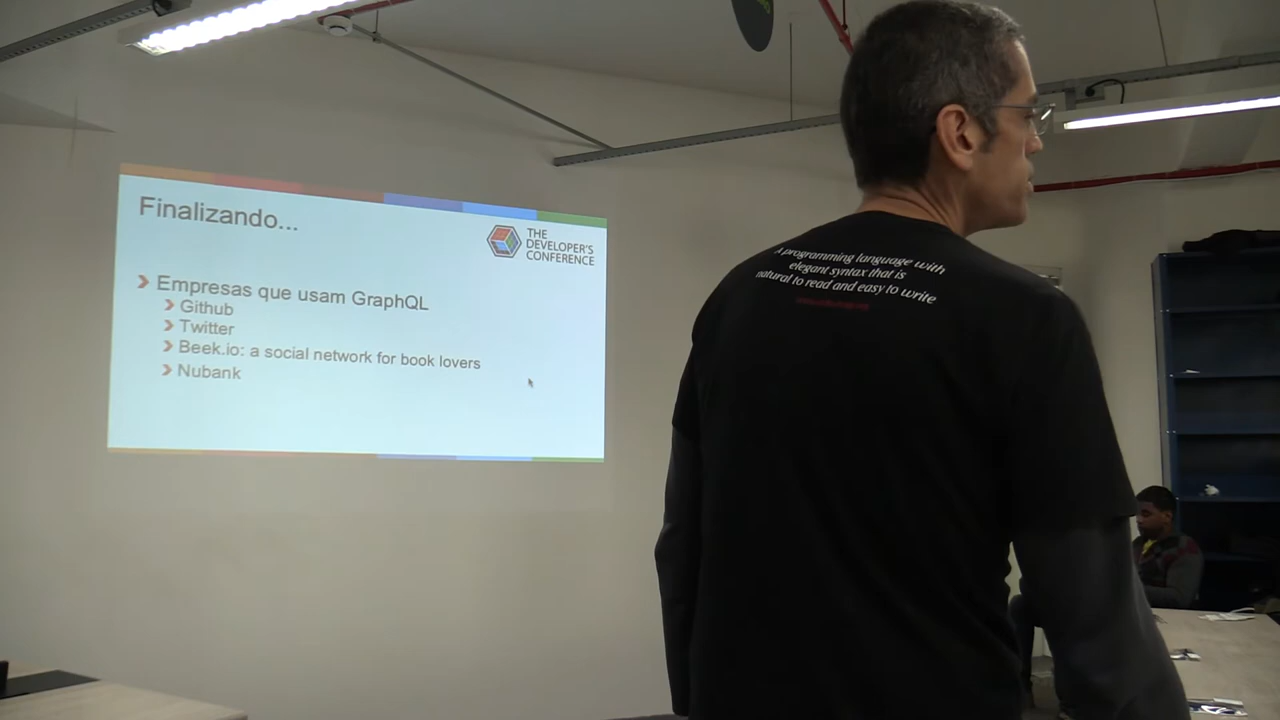 Finalizando...
THE
DEVELOPER'S
CONFERENCE
Empresas que usam GraphQL
Github
Twitter
Beek.io: a social network for book lovers
Nubank
A programming language with
elegant syntax that is
natural to read and easy to write